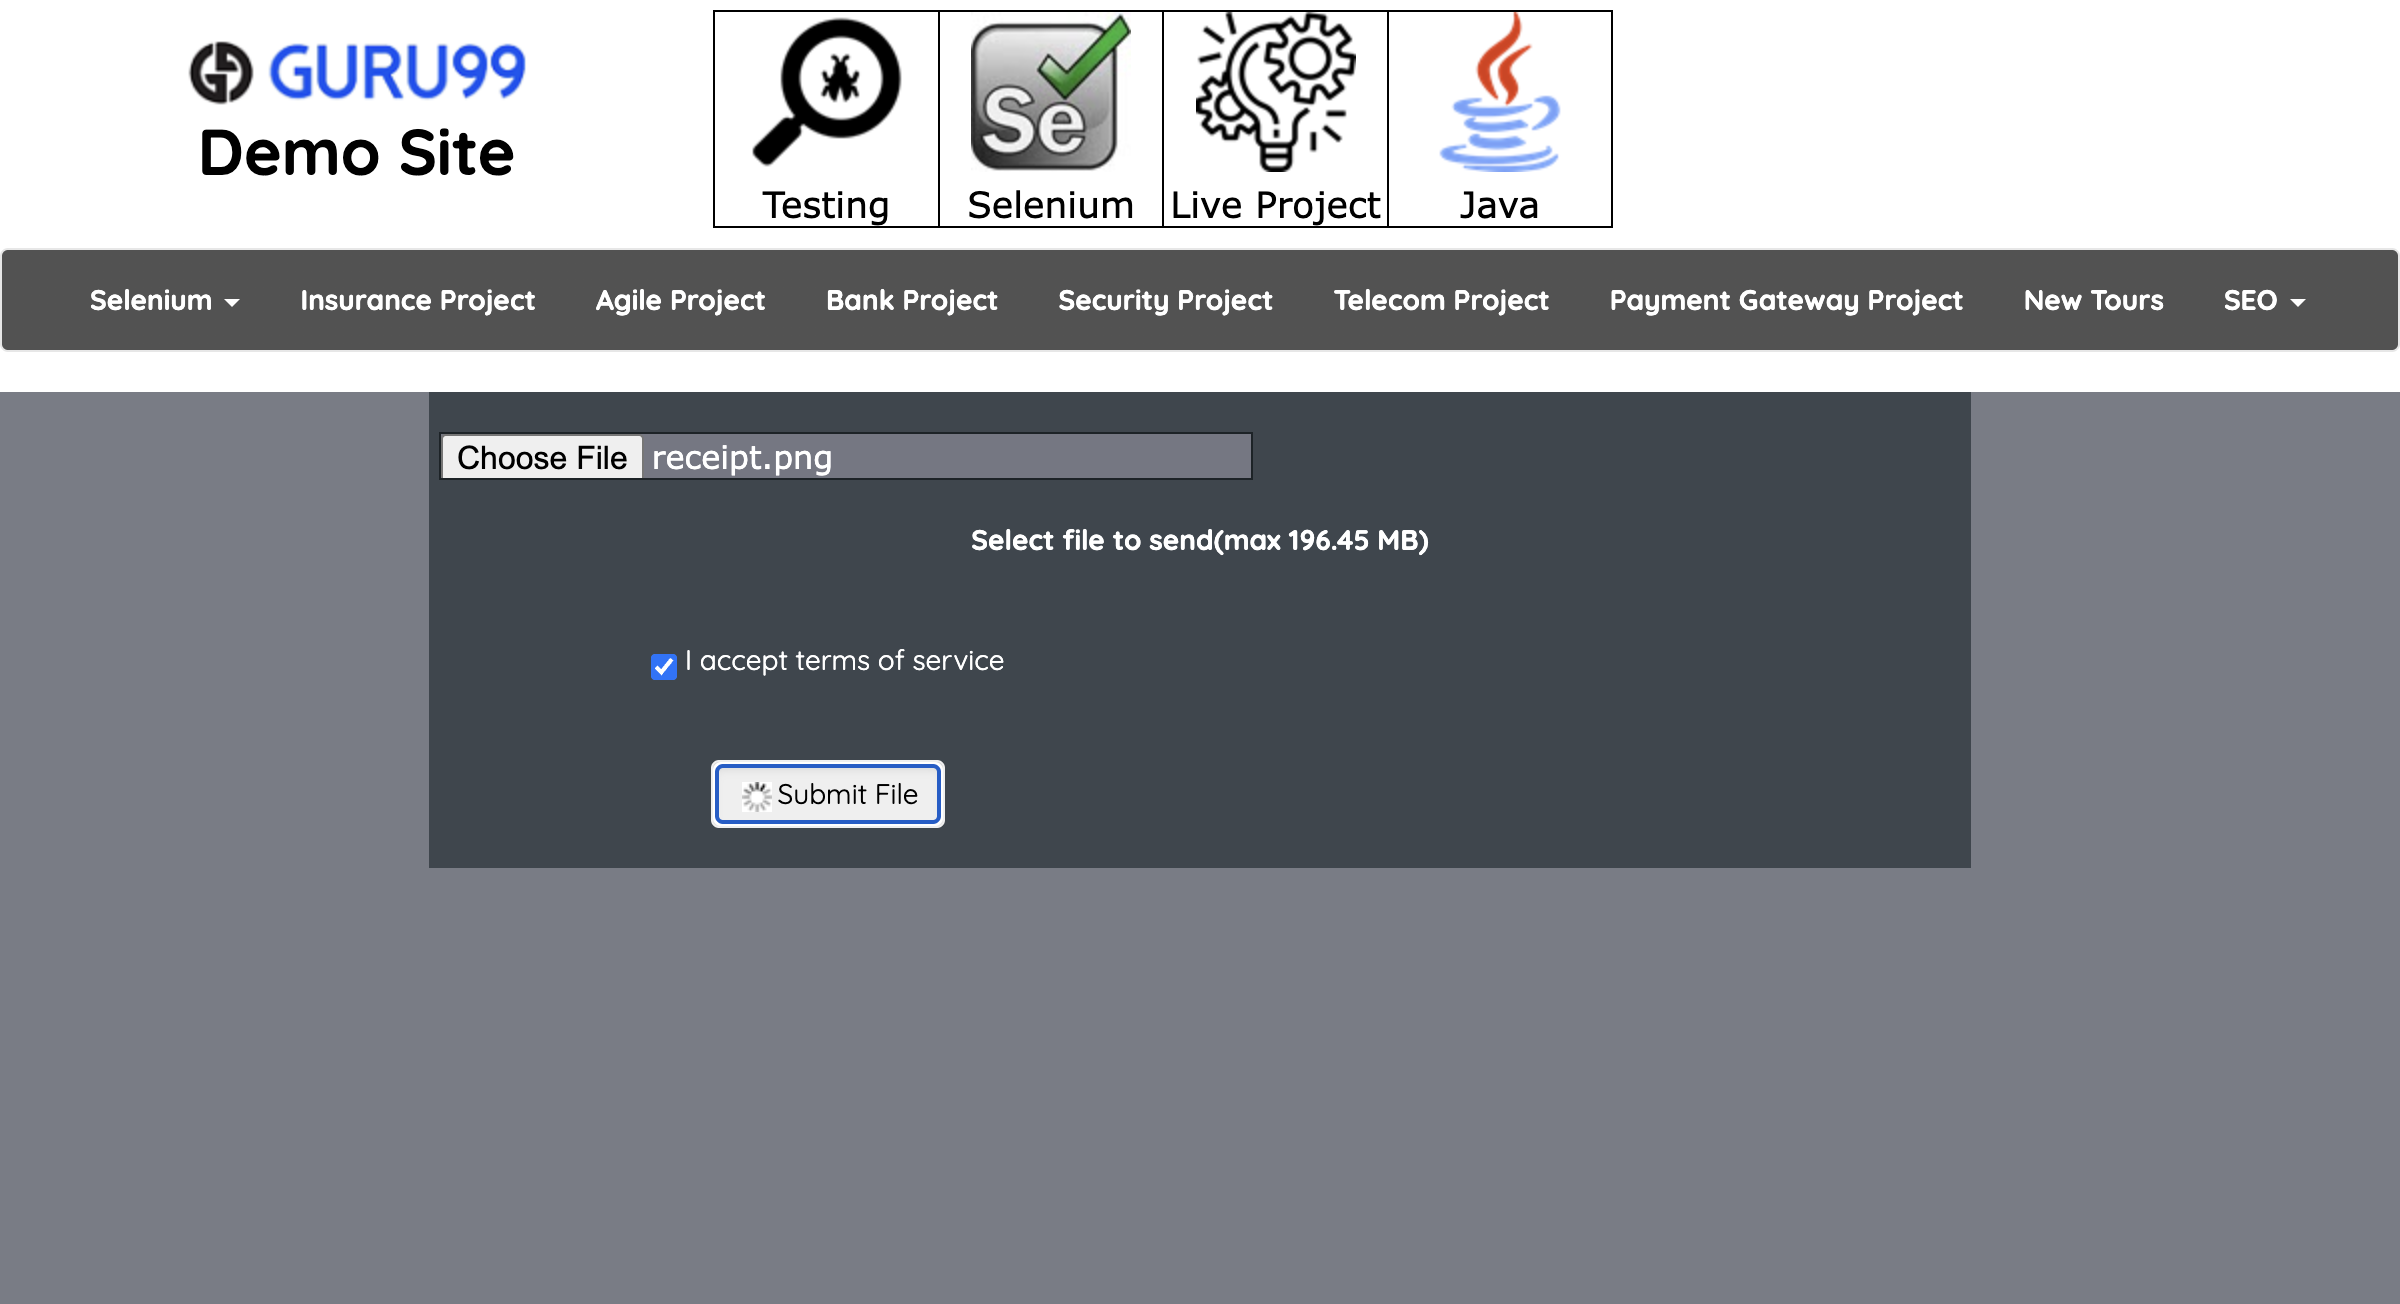 GURU99
Demo Site
Se
Testing
Selenium
Live Project
Java
Selenium
Insurance Project
Agile Project
Bank Project
Security Project
Telecom Project
Payment Gateway Project
New Tours
SEO
Choose File receipt.png
Select file to send(max 196.45 MB)
I accept terms of service
Submit File